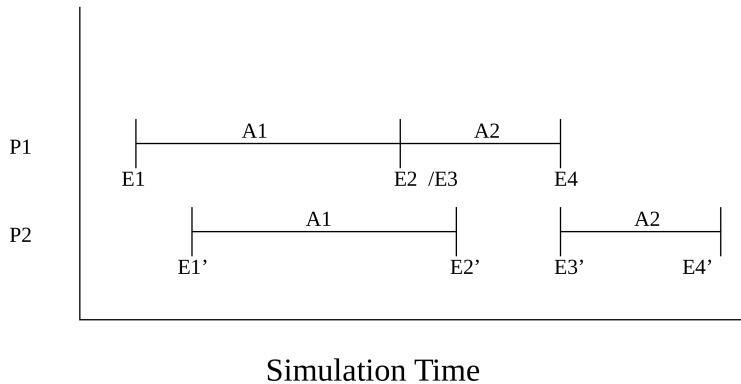 A1 A2
P1
E1 E2 /E3 E4
A1 A2
P2
E1’ E2’ E3’ E4’
Simulation Time